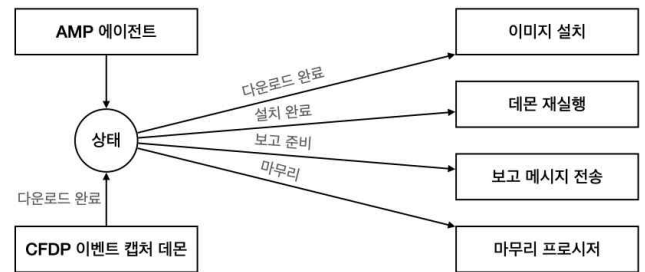 AMP 에이전트
이미지 설치
다운로드 완료
설치 완료
데몬 재실행
상태
보고 준비
마무리
보고 메시지 전송
다운로드 완료
CFDP 이벤트 캡처 데몬
마무리 프로시저